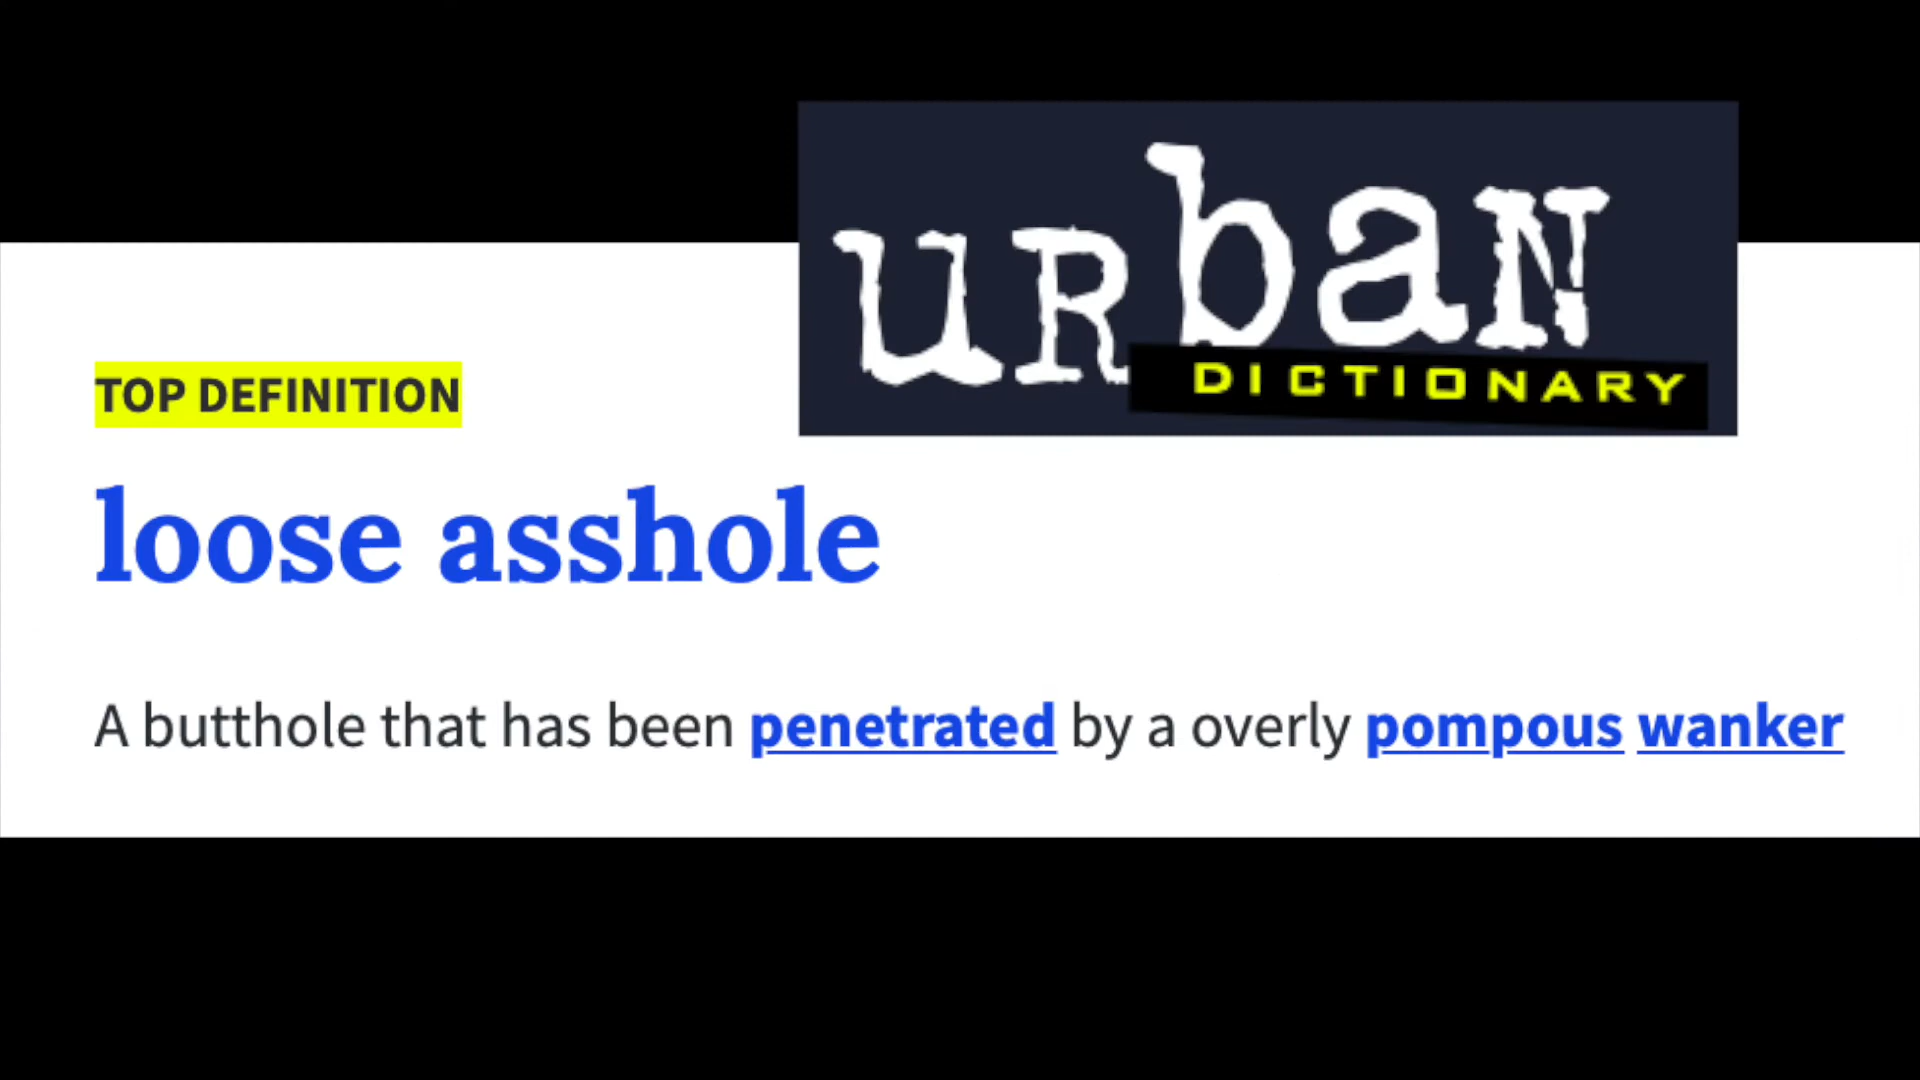 urban
DICTIONARY
TOP DEFINITION
loose asshole
A butthole that has been penetrated by a overly pompous wanker